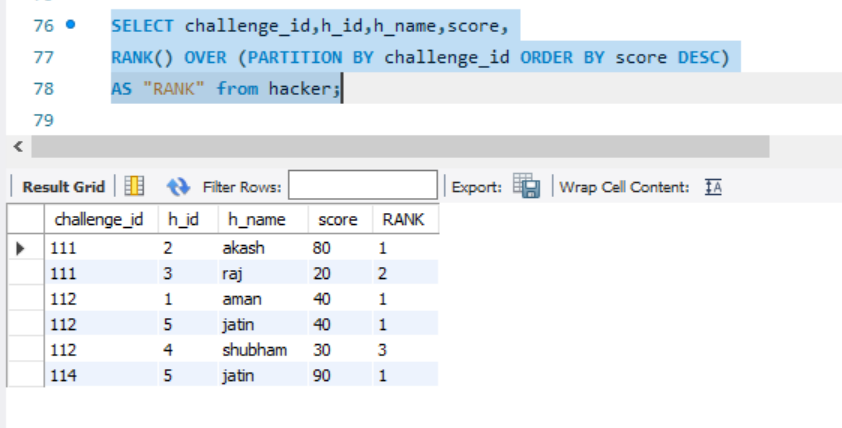 76 SELECT challenge_id,h_id,h_name,score,
77 RANK() OVER (PARTITION BY challenge_id ORDER BY score DESC)
78 AS "RANK" from hacker;
79
Result Grid Filter Rows: Export: Wrap Cell Content: IA
challenge_id h_id h_name score RANK
111 2 akash 80 1
111 3 raj 20 2
112 1 aman 40 1
112 5 jatin 40 1
112 4 shubham 30 3
114 5 jatin 90 1